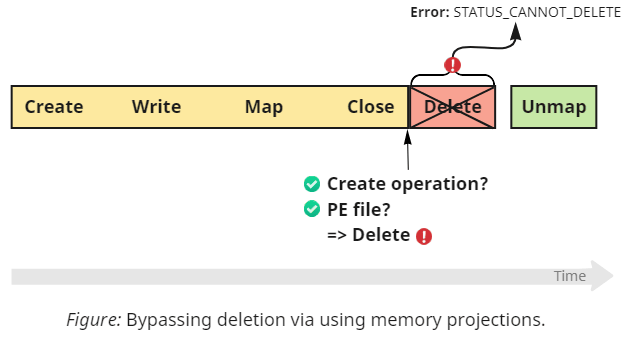 Error: STATUS_CANNOT_DELETE
Create Write Map Close Delete Unmap
Create operation?
PE file?
=> Delete
Time
Figure: Bypassing deletion via using memory projections.